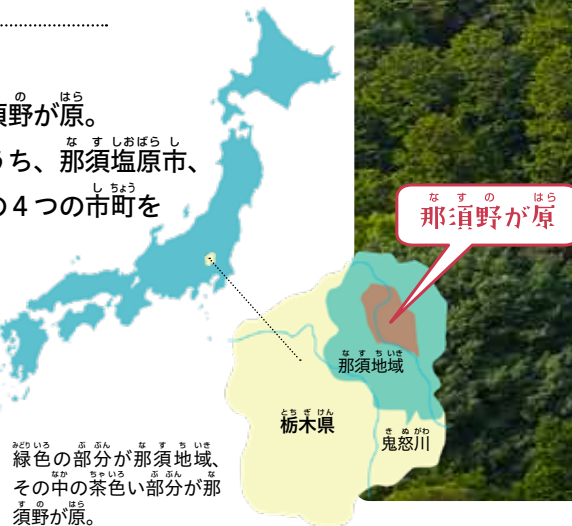 須野が原。
うち、那須塩原市、
の4つの市町を
那須野が原
那須地域
栃木県
鬼怒川
緑色の部分が那須地域、
その中の茶色い部分が那
須野が原。